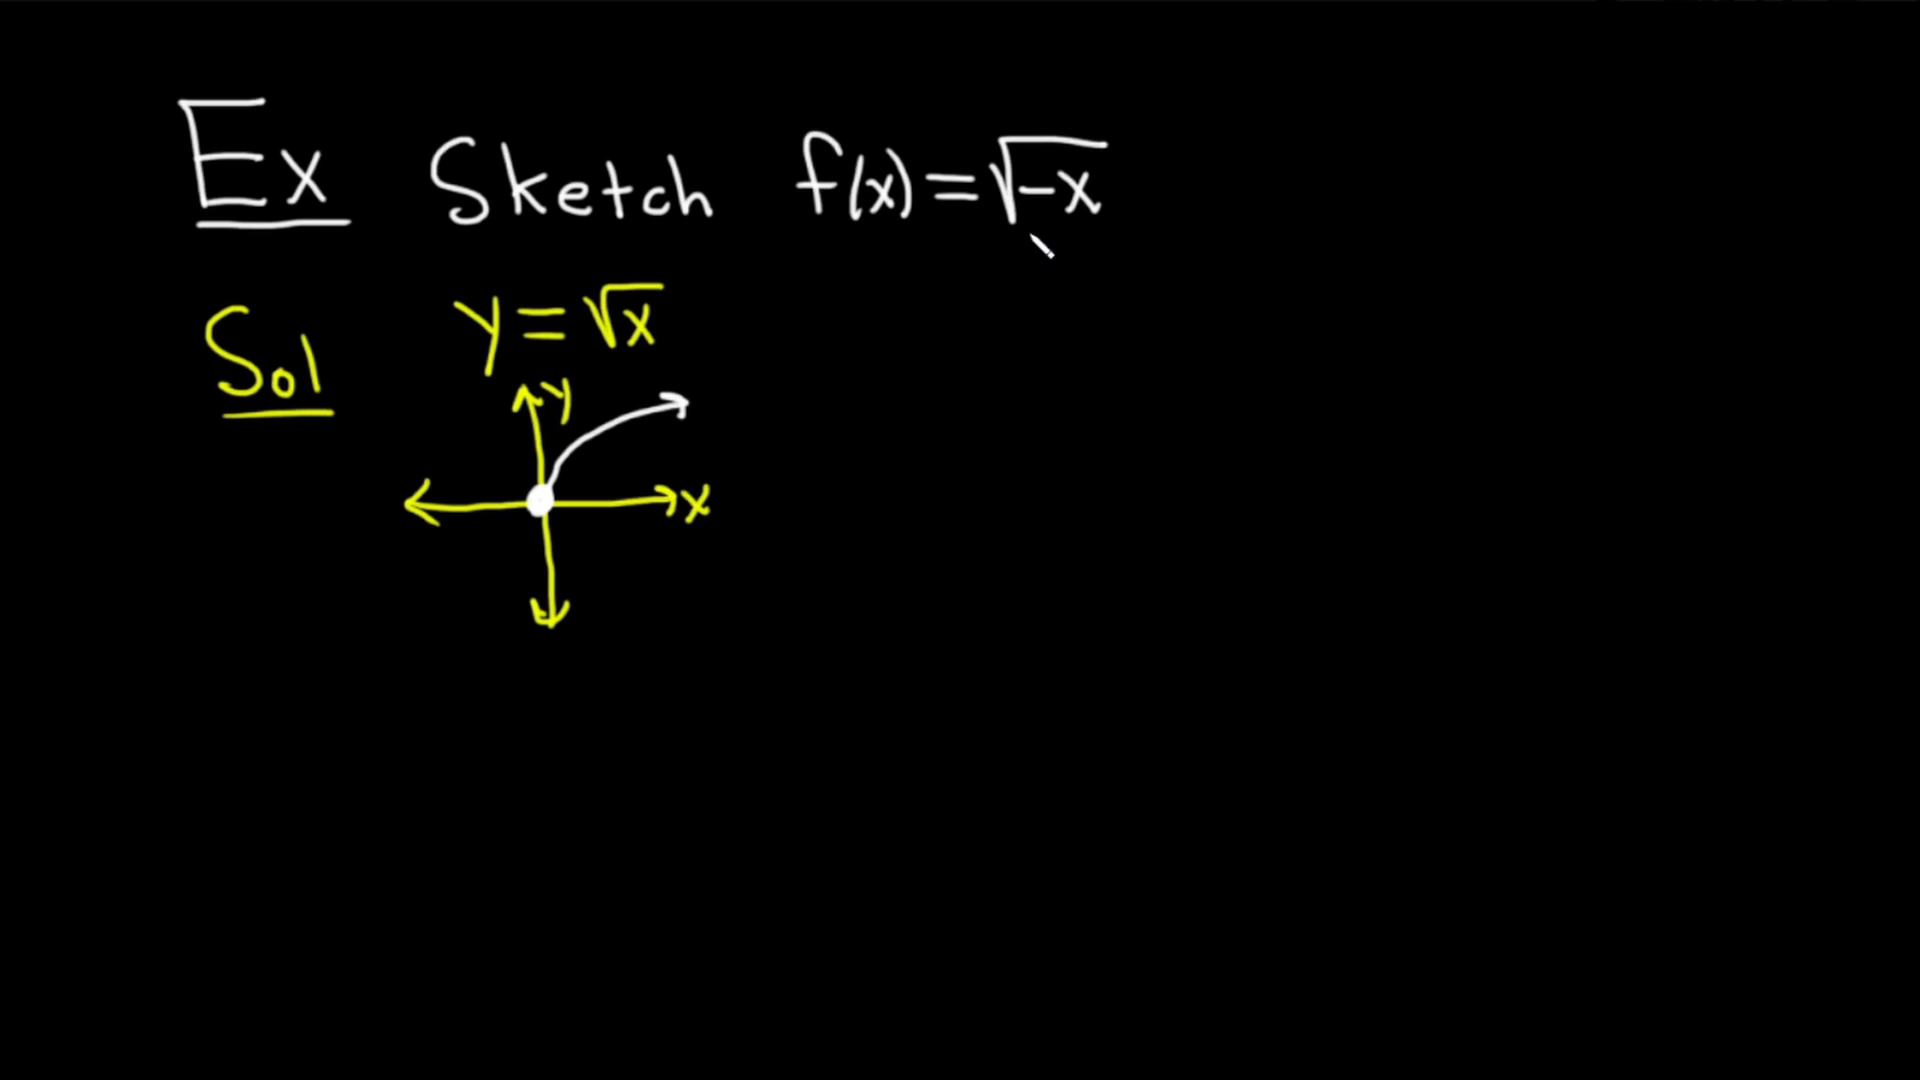 Ex Sketch f(x)=√-x
Sol y=√x
y
x